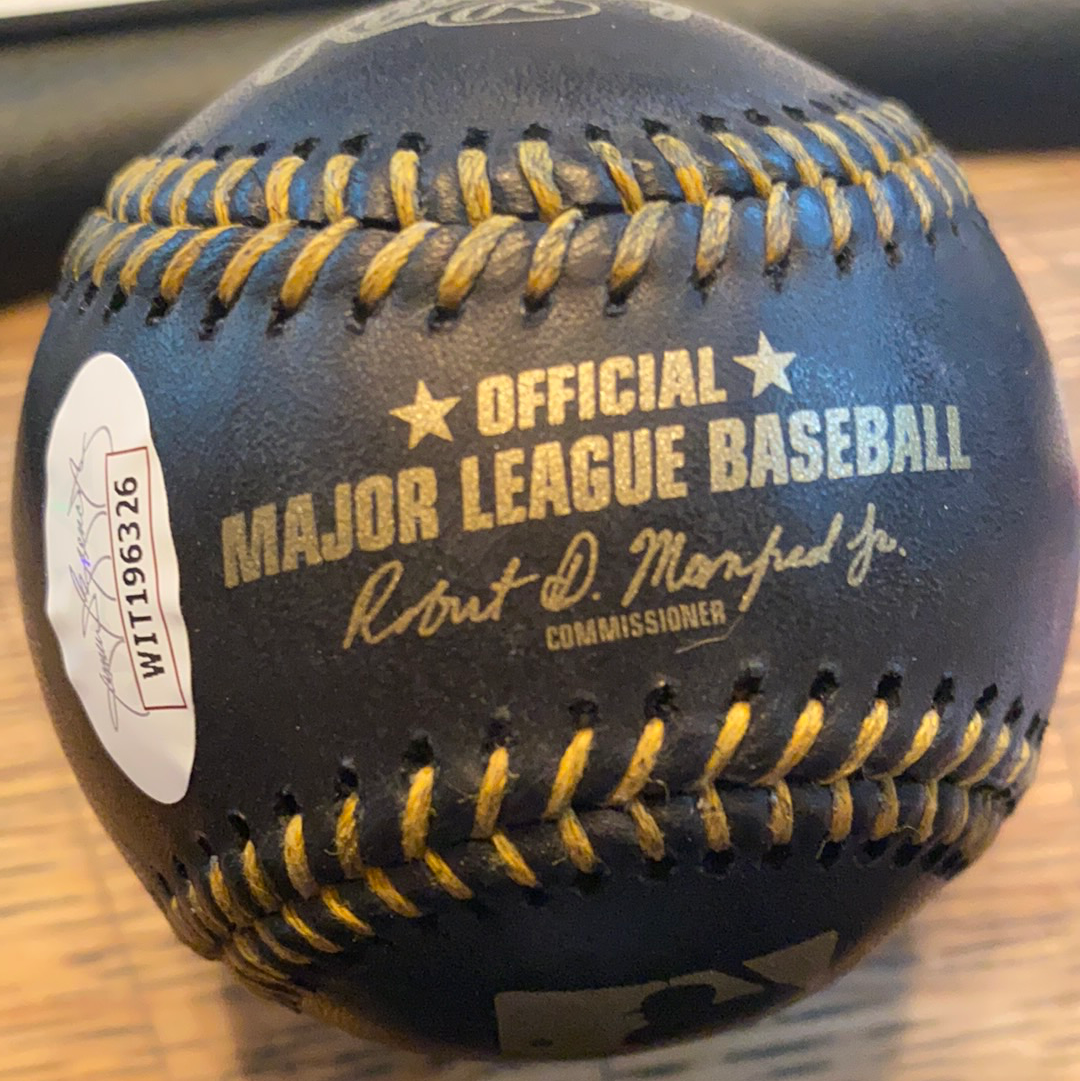 OFFICIAL
MAJOR LEAGUE BASEBALL
Robert D. Manfred Jr.
COMMISSIONER
WIT196326